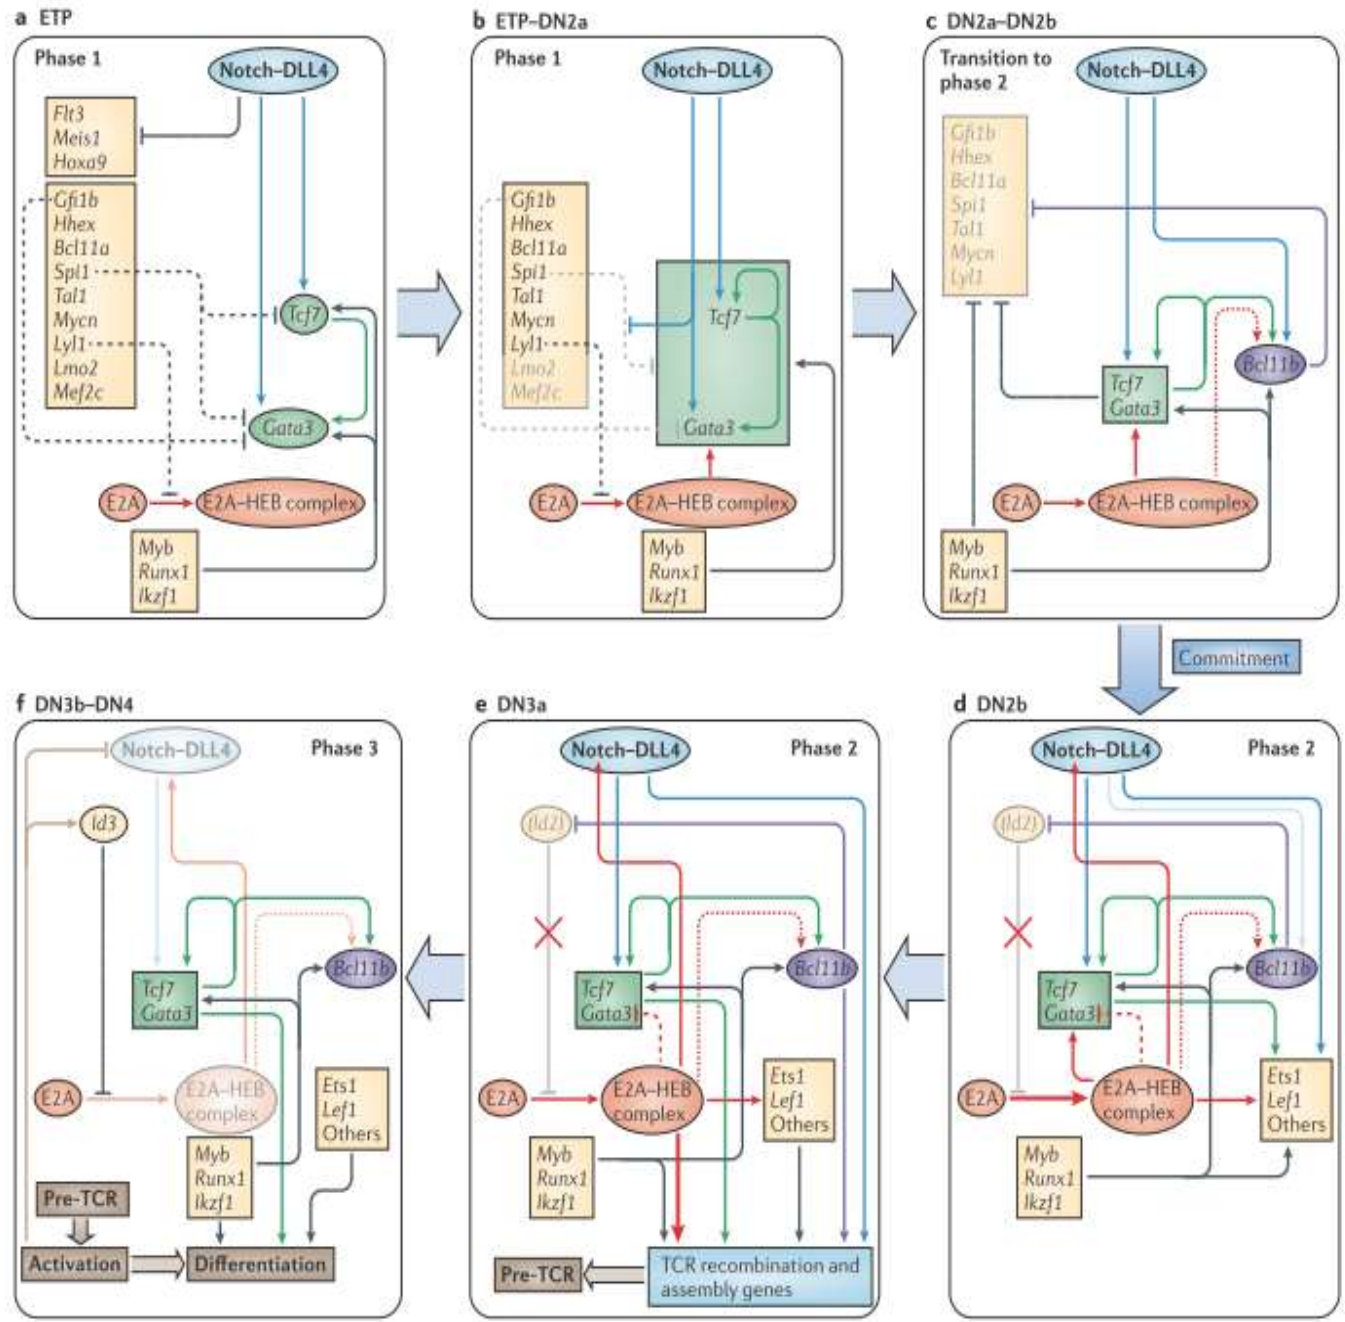 a ETP
Phase 1
Notch–DLL4
Flt3
Meis1
Hoxa9
Gfi1b
Hhex
Bcl11a
Spi1
Tal1
Mycn
Lyl1
Lmo2
Mef2c
Tcf7
Gata3
E2A
E2A–HEB complex
Myb
Runx1
Ikzf1
b ETP–DN2a
Phase 1
Notch–DLL4
Gfi1b
Hhex
Bcl11a
Spi1
Tal1
Mycn
Lyl1
Lmo2
Mef2c
Tcf7
Gata3
E2A
E2A–HEB complex
Myb
Runx1
Ikzf1
c DN2a–DN2b
Transition to
phase 2
Notch–DLL4
Gfi1b
Hhex
Bcl11a
Spi1
Tal1
Mycn
Lyl1
Bcl11b
Tcf7
Gata3
E2A
E2A–HEB complex
Myb
Runx1
Ikzf1
Commitment
f DN3b–DN4
Notch–DLL4
Phase 3
Id3
Bcl11b
Tcf7
Gata3
E2A
E2A–HEB
complex
Ets1
Lef1
Others
Myb
Runx1
Ikzf1
Pre-TCR
Activation
Differentiation
e DN3a
Notch–DLL4
Phase 2
(Id2)
Bcl11b
Tcf7
Gata3
E2A
E2A–HEB
complex
Ets1
Lef1
Others
Myb
Runx1
Ikzf1
Pre-TCR
TCR recombination and
assembly genes
d DN2b
Notch–DLL4
Phase 2
(Id2)
Bcl11b
Tcf7
Gata3
E2A
E2A–HEB
complex
Ets1
Lef1
Others
Myb
Runx1
Ikzf1